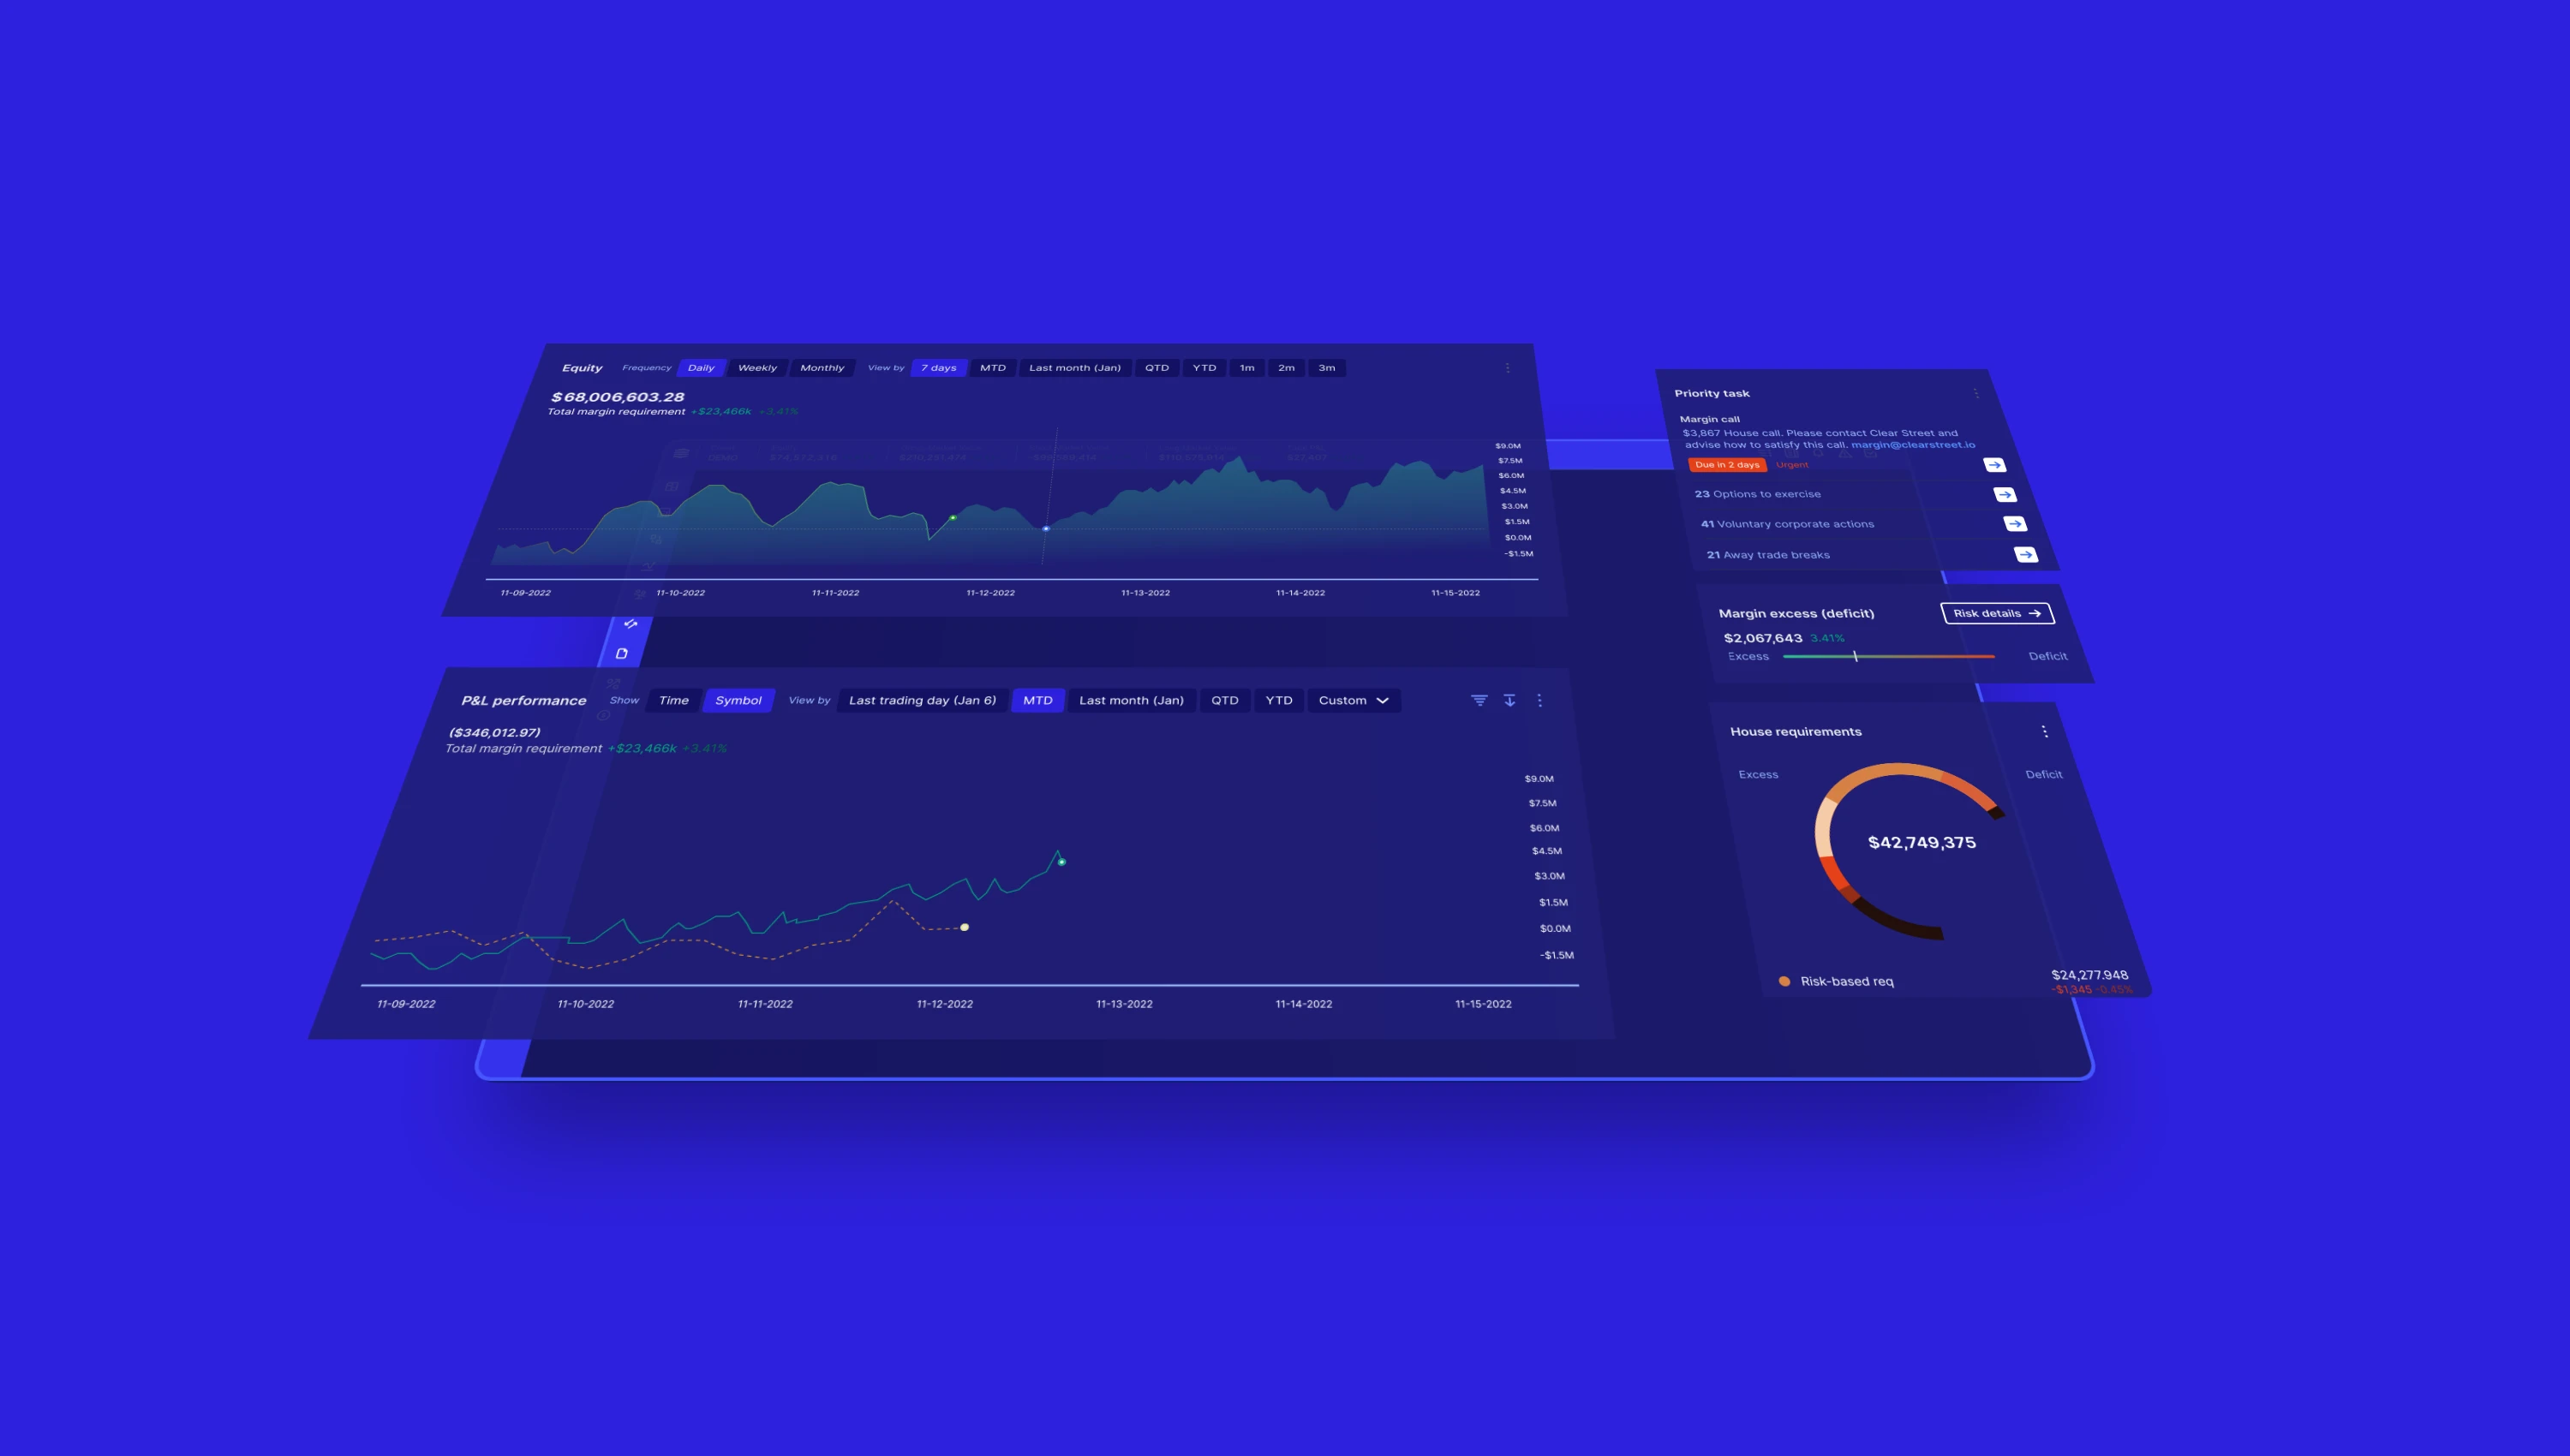 Equity Frequency Daily Weekly Monthly View by 7 days MTD Last month (Jan) QTD YTD 1m 2m 3m
$68,006,603.28
Total margin requirement +$23,466k +3.41%
$9.0M
$7.5M
$6.0M
$4.5M
$3.0M
$1.5M
$0.0M
-$1.5M
11-09-2022 11-10-2022 11-11-2022 11-12-2022 11-13-2022 11-14-2022 11-15-2022
P&L performance Show Time Symbol View by Last trading day (Jan 6) MTD Last month (Jan) QTD YTD Custom
($346,012.97)
Total margin requirement +$23,466k +3.41%
$9.0M
$7.5M
$6.0M
$4.5M
$3.0M
$1.5M
$0.0M
-$1.5M
11-09-2022 11-10-2022 11-11-2022 11-12-2022 11-13-2022 11-14-2022 11-15-2022
Priority task
Margin call
$3,867 House call. Please contact Clear Street and
advise how to satisfy this call. margin@clearstreet.io
Due in 2 days Urgent
23 Options to exercise
41 Voluntary corporate actions
21 Away trade breaks
Margin excess (deficit) Risk details
$2,067,643 3.41%
Excess Deficit
House requirements
Excess Deficit
$42,749,375
Risk-based req $24,277.948
-$1,345 -0.45%